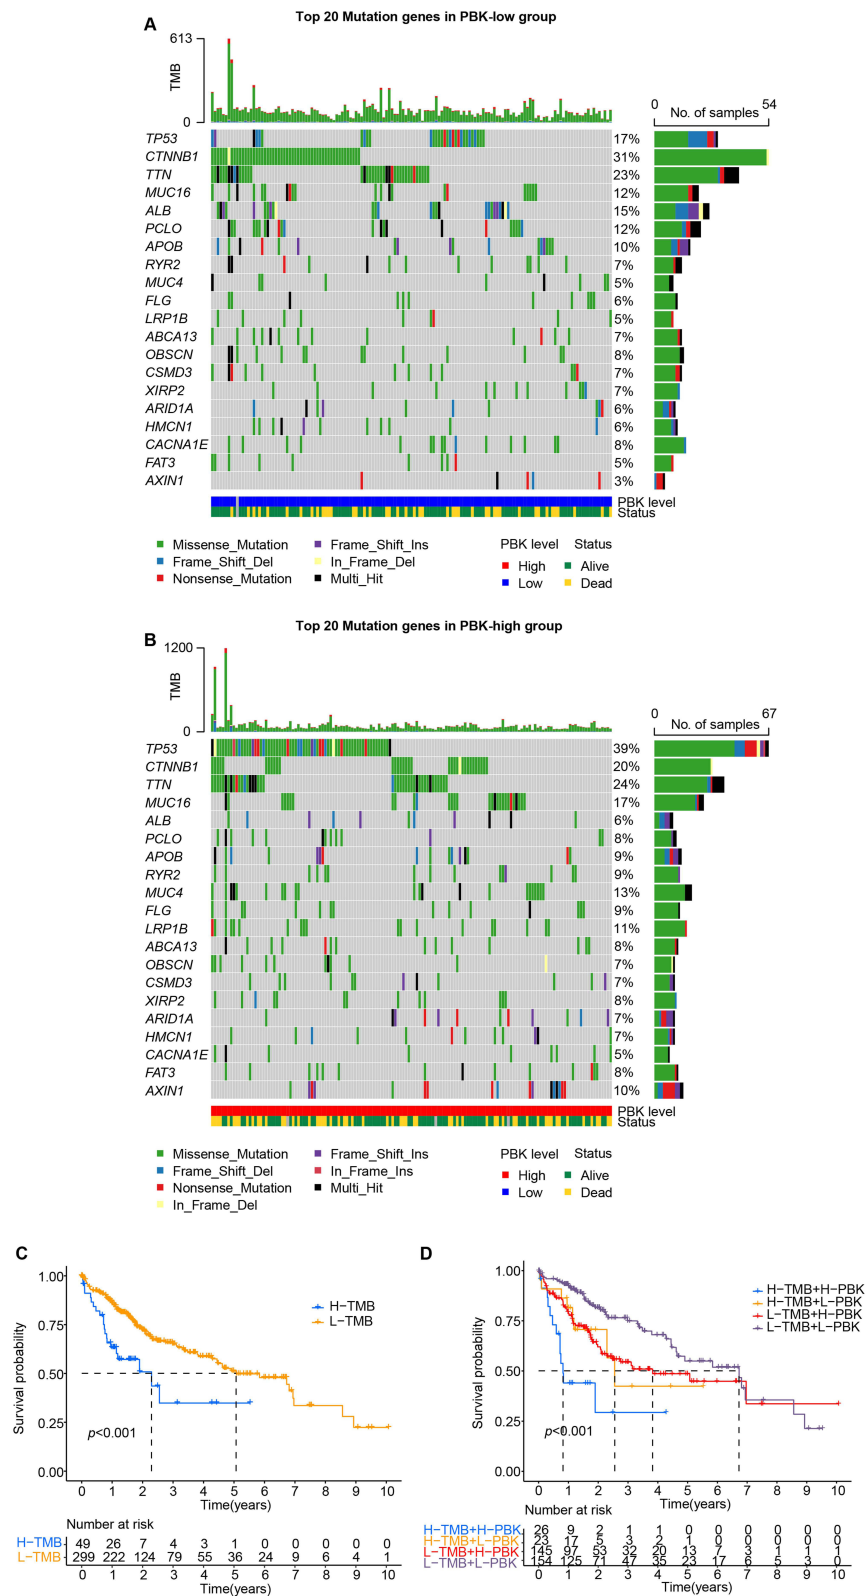 A
Top 20 Mutation genes in PBK-low group
613
TMB
0
0 54
No. of samples
TP53 17%
CTNNB1 31%
TTN 23%
MUC16 12%
ALB 15%
PCLO 12%
APOB 10%
RYR2 7%
MUC4 5%
FLG 6%
LRP1B 5%
ABCA13 7%
OBSCN 8%
CSMD3 7%
XIRP2 7%
ARID1A 6%
HMCN1 6%
CACNA1E 8%
FAT3 5%
AXIN1 3%
PBK level
Status
Missense_Mutation Frame_Shift_Ins PBK level Status
Frame_Shift_Del In_Frame_Del High Alive
Nonsense_Mutation Multi_Hit Low Dead
B
Top 20 Mutation genes in PBK-high group
1200
TMB
0
0 67
No. of samples
TP53 39%
CTNNB1 20%
TTN 24%
MUC16 17%
ALB 6%
PCLO 8%
APOB 9%
RYR2 9%
MUC4 13%
FLG 9%
LRP1B 11%
ABCA13 8%
OBSCN 7%
CSMD3 7%
XIRP2 8%
ARID1A 7%
HMCN1 7%
CACNA1E 5%
FAT3 8%
AXIN1 10%
PBK level
Status
Missense_Mutation Frame_Shift_Ins PBK level Status
Frame_Shift_Del In_Frame_Ins High Alive
Nonsense_Mutation Multi_Hit Low Dead
In_Frame_Del
C
Survival probability
1.00
0.75
0.50
0.25
0.00
H-TMB
L-TMB
p<0.001
0 1 2 3 4 5 6 7 8 9 10
Time(years)
Number at risk
H-TMB 49 26 7 4 3 1 0 0 0 0 0
L-TMB 299 222 124 79 55 36 24 9 6 4 1
0 1 2 3 4 5 6 7 8 9 10
Time(years)
D
Survival probability
1.00
0.75
0.50
0.25
0.00
H-TMB+H-PBK
H-TMB+L-PBK
L-TMB+H-PBK
L-TMB+L-PBK
p<0.001
0 1 2 3 4 5 6 7 8 9 10
Time(years)
Number at risk
H-TMB+H-PBK 26 9 2 1 1 0 0 0 0 0 0
H-TMB+L-PBK 23 17 5 3 2 1 0 0 0 0 0
L-TMB+H-PBK 145 97 53 32 20 13 7 3 1 1 1
L-TMB+L-PBK 154 125 71 47 35 23 17 6 5 3 0
0 1 2 3 4 5 6 7 8 9 10
Time(years)